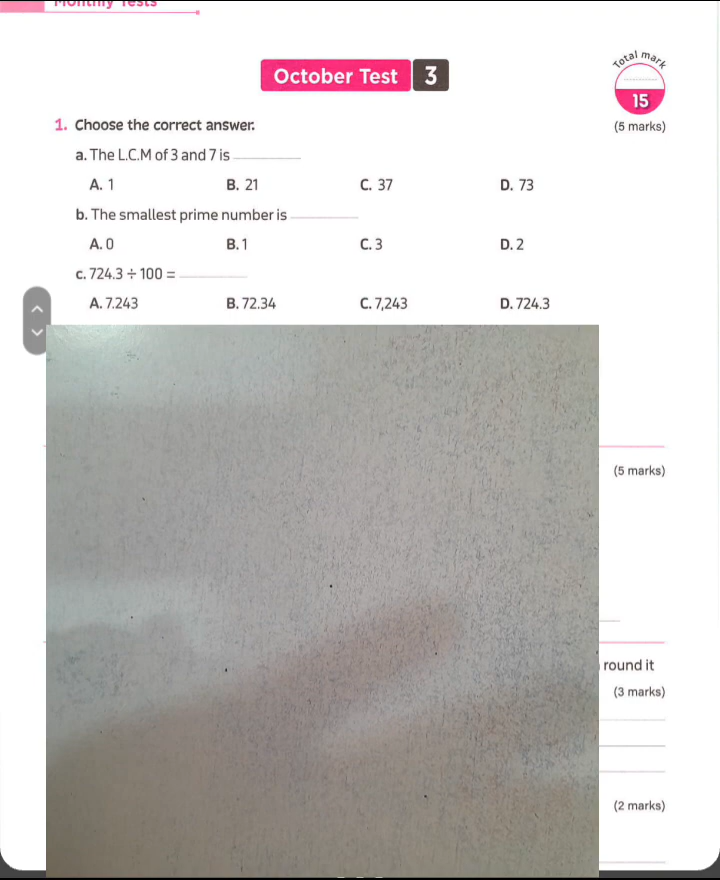 Monthly Tests
October Test 3
Total mark
15
1. Choose the correct answer.
(5 marks)
a. The L.C.M of 3 and 7 is
A. 1 B. 21 C. 37 D. 73
b. The smallest prime number is
A. 0 B. 1 C. 3 D. 2
c. 724.3 ÷ 100 =
A. 7.243 B. 72.34 C. 7,243 D. 724.3
(5 marks)
round it
(3 marks)
(2 marks)